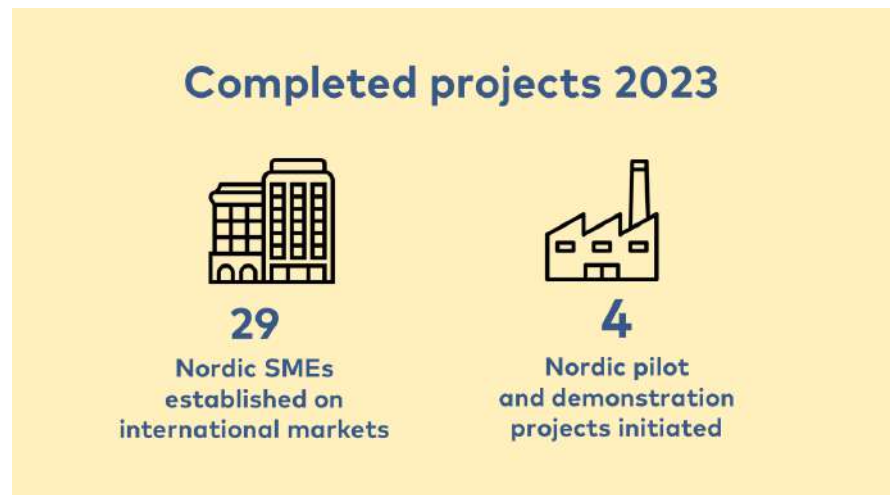 Completed projects 2023
29
Nordic SMEs
established on
international markets
4
Nordic pilot
and demonstration
projects initiated